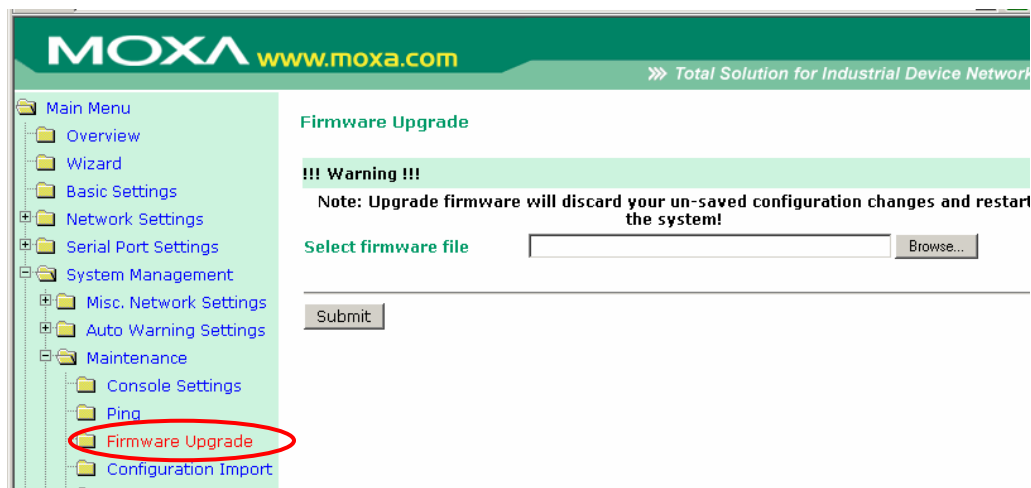 MOXA www.moxa.com
Total Solution for Industrial Device Network
Main Menu
Overview
Wizard
Basic Settings
Network Settings
Serial Port Settings
System Management
Misc. Network Settings
Auto Warning Settings
Maintenance
Console Settings
Ping
Firmware Upgrade
Configuration Import
Firmware Upgrade
!!! Warning !!!
Note: Upgrade firmware will discard your un-saved configuration changes and restart
the system!
Select firmware file
Browse...
Submit